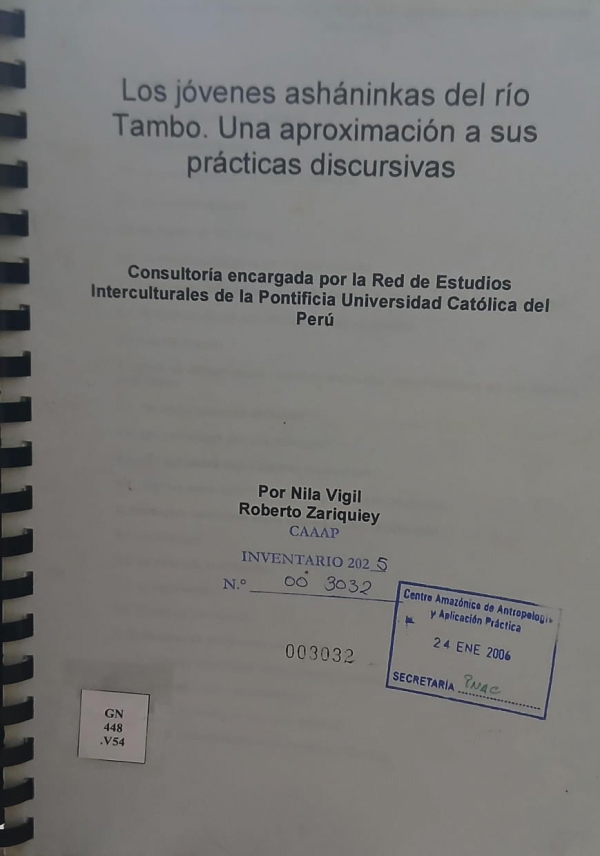 Los jóvenes asháninkas del río
Tambo. Una aproximación a sus
prácticas discursivas
Consultoría encargada por la Red de Estudios
Interculturales de la Pontificia Universidad Católica del
Perú
Por Nila Vigil
Roberto Zariquiey
CAAAP
INVENTARIO 2025
N.º 00 3032
Centro Amazónico de Antropología
y Aplicación Práctica
24 ENE 2006
SECRETARÍA
003032
GN
448
.V54